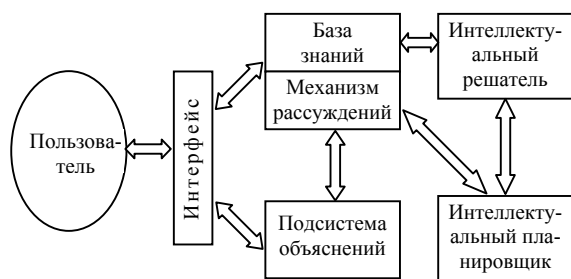 Пользова-
тель
Интерфейс
База
знаний
Механизм
рассуждений
Подсистема
объяснений
Интеллекту-
альный
решатель
Интеллекту-
альный пла-
нировщик